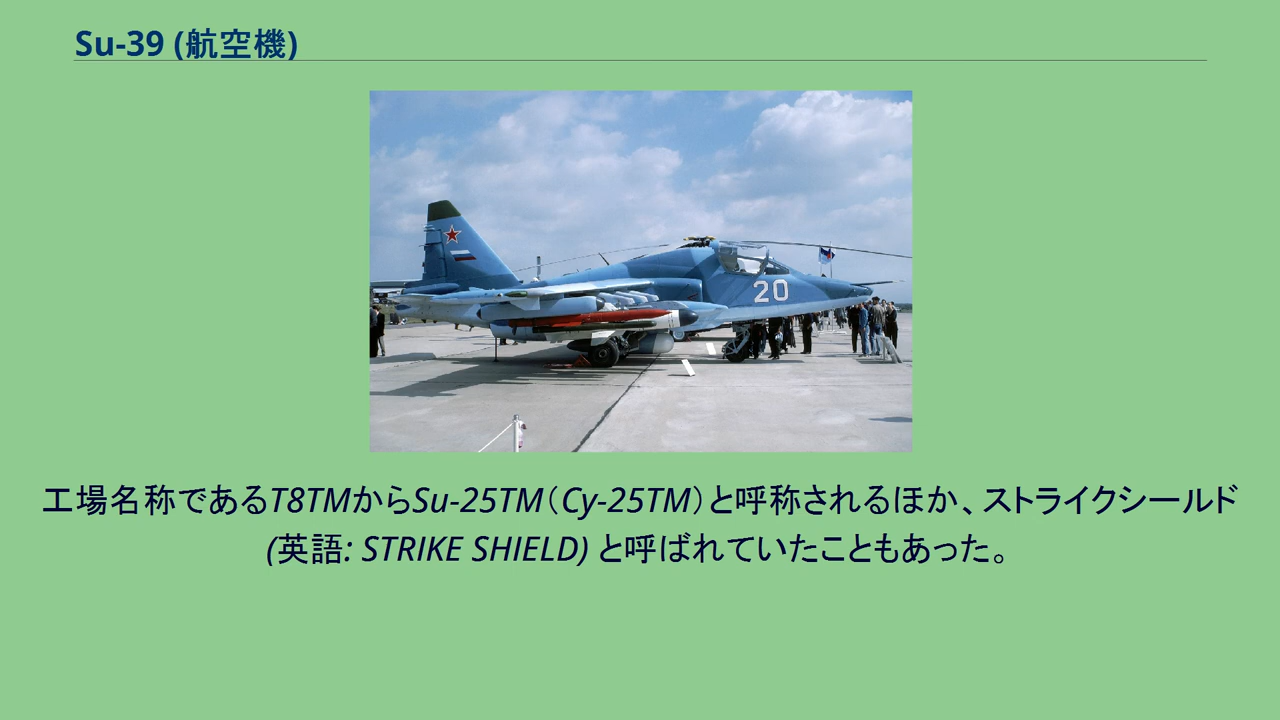 Su-39 (航空機)
20
工場名称であるT8TMからSu-25TM（Су-25ТМ）と呼称されるほか、ストライクシールド
(英語: STRIKE SHIELD) と呼ばれていたこともあった。